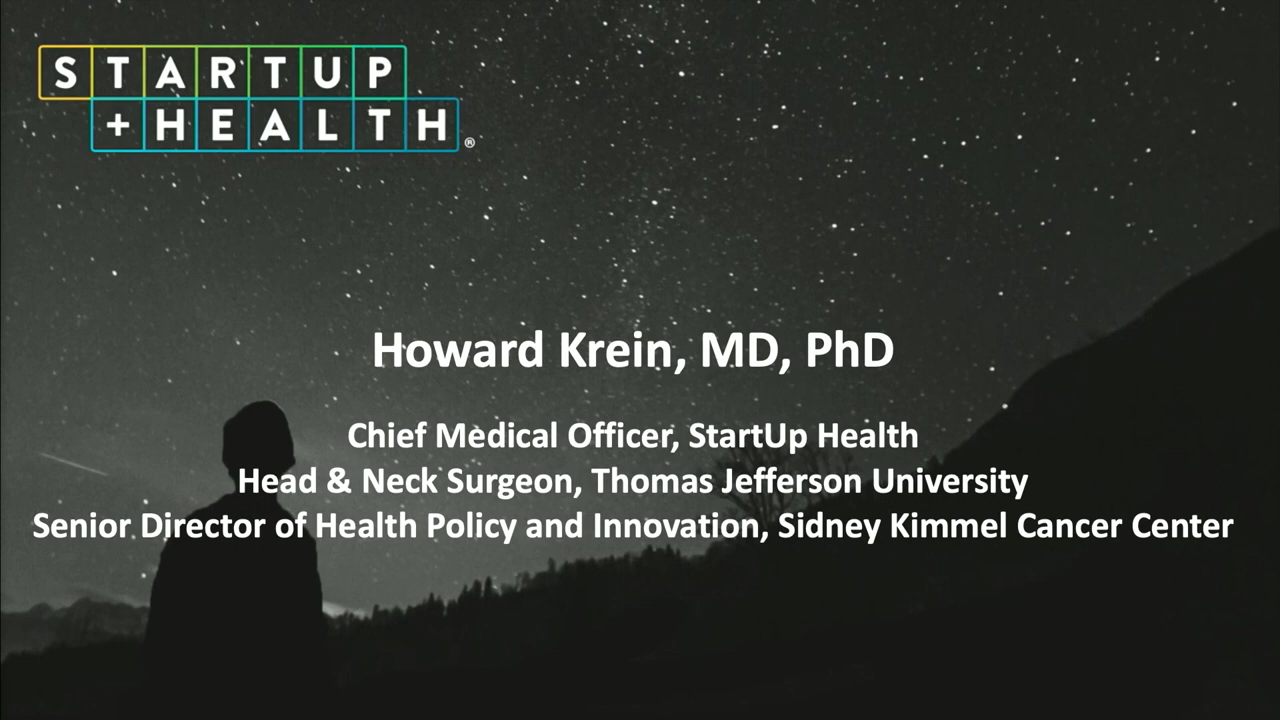 STARTUP
+HEALTH®
Howard Krein, MD, PhD
Chief Medical Officer, StartUp Health
Head & Neck Surgeon, Thomas Jefferson University
Senior Director of Health Policy and Innovation, Sidney Kimmel Cancer Center